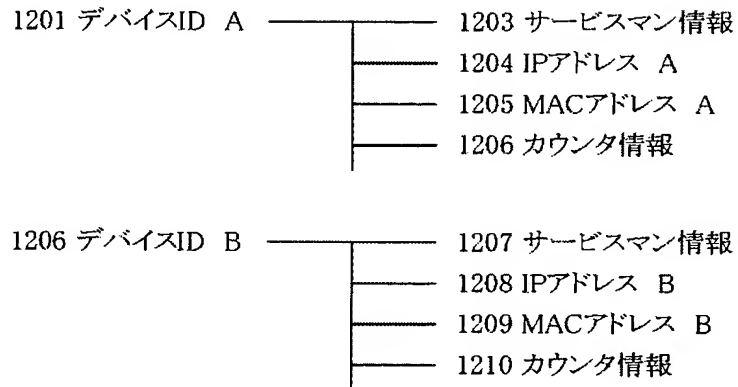 1201 デバイスID A 1203 サービスマン情報
1204 IPアドレス A
1205 MACアドレス A
1206 カウンタ情報
1206 デバイスID B 1207 サービスマン情報
1208 IPアドレス B
1209 MACアドレス B
1210 カウンタ情報